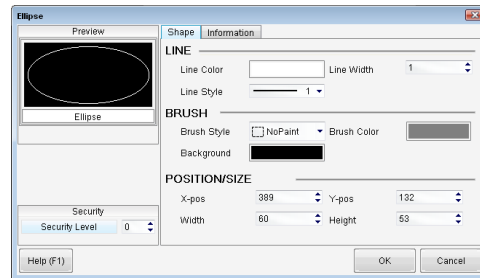 Ellipse
Preview
Ellipse
Security
Security Level 0
Shape Information
LINE
Line Color Line Width 1
Line Style 1
BRUSH
Brush Style NoPaint Brush Color
Background
POSITION/SIZE
X-pos 389 Y-pos 132
Width 60 Height 53
Help (F1) OK Cancel